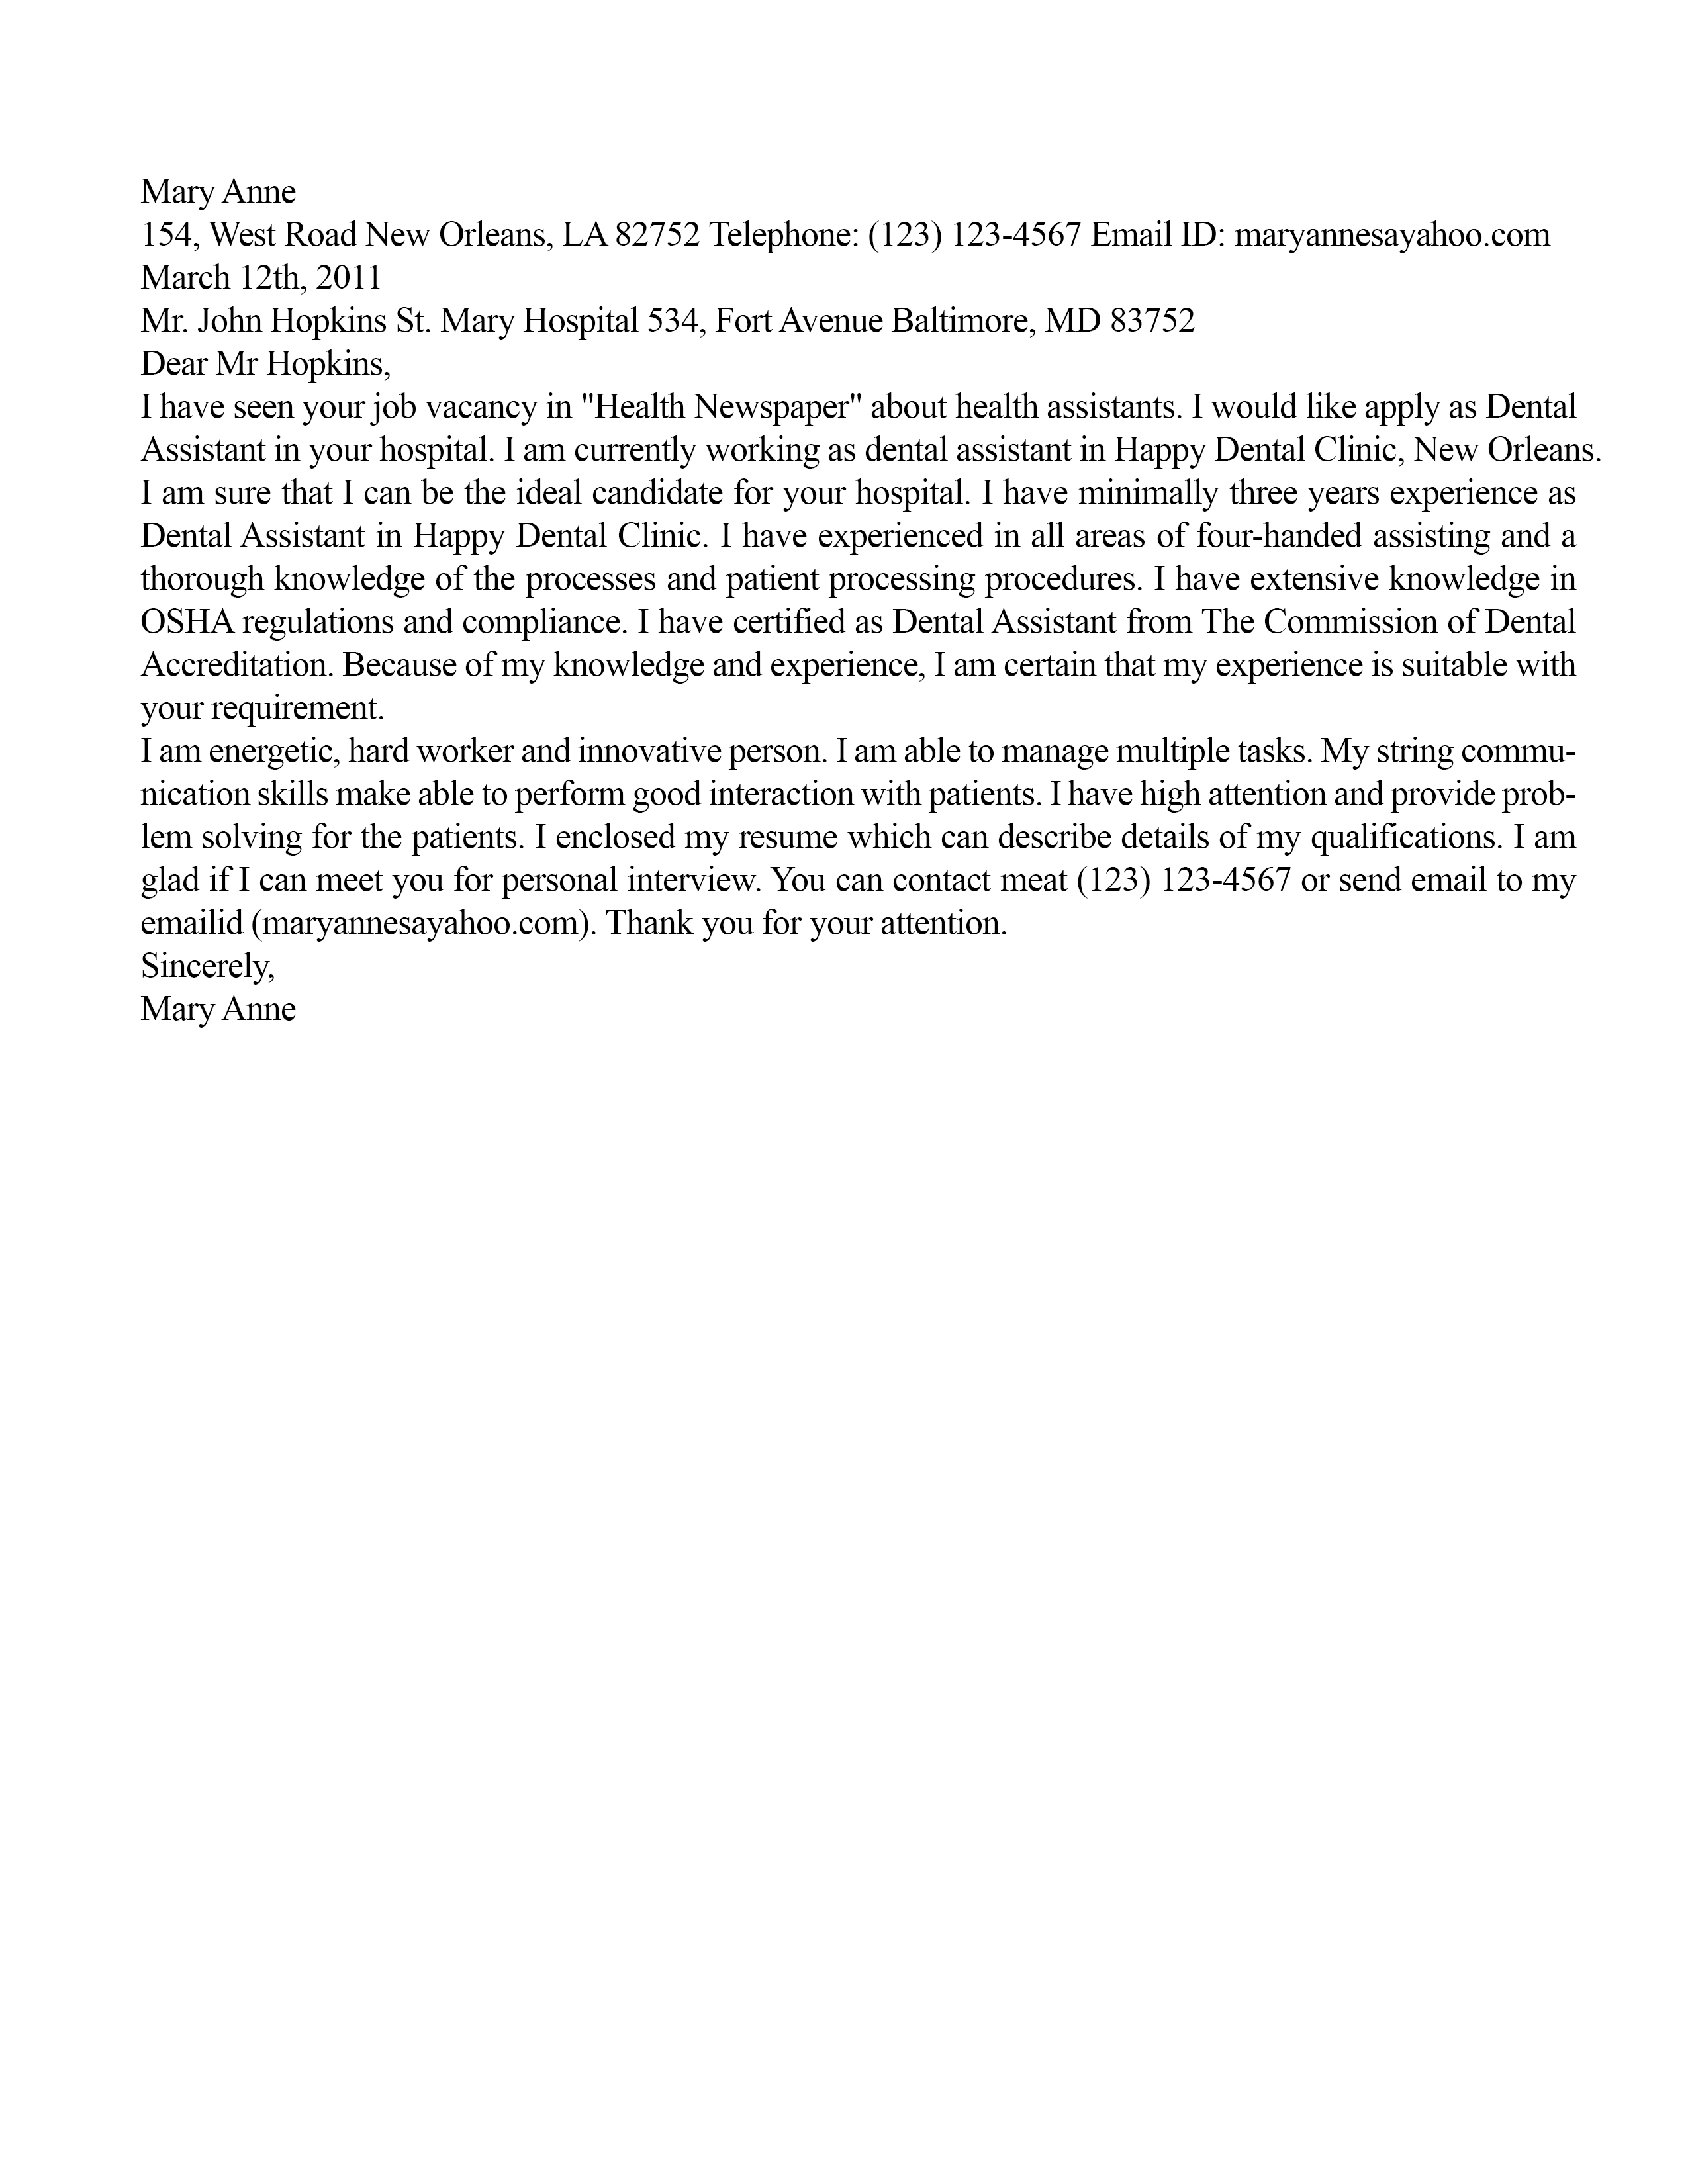 Mary Anne
154, West Road New Orleans, LA 82752 Telephone: (123) 123-4567 Email ID: maryannesayahoo.com
March 12th, 2011
Mr. John Hopkins St. Mary Hospital 534, Fort Avenue Baltimore, MD 83752
Dear Mr Hopkins,
I have seen your job vacancy in "Health Newspaper" about health assistants. I would like apply as Dental
Assistant in your hospital. I am currently working as dental assistant in Happy Dental Clinic, New Orleans.
I am sure that I can be the ideal candidate for your hospital. I have minimally three years experience as
Dental Assistant in Happy Dental Clinic. I have experienced in all areas of four-handed assisting and a
thorough knowledge of the processes and patient processing procedures. I have extensive knowledge in
OSHA regulations and compliance. I have certified as Dental Assistant from The Commission of Dental
Accreditation. Because of my knowledge and experience, I am certain that my experience is suitable with
your requirement.
I am energetic, hard worker and innovative person. I am able to manage multiple tasks. My string commu-
nication skills make able to perform good interaction with patients. I have high attention and provide prob-
lem solving for the patients. I enclosed my resume which can describe details of my qualifications. I am
glad if I can meet you for personal interview. You can contact meat (123) 123-4567 or send email to my
emailid (maryannesayahoo.com). Thank you for your attention.
Sincerely,
Mary Anne